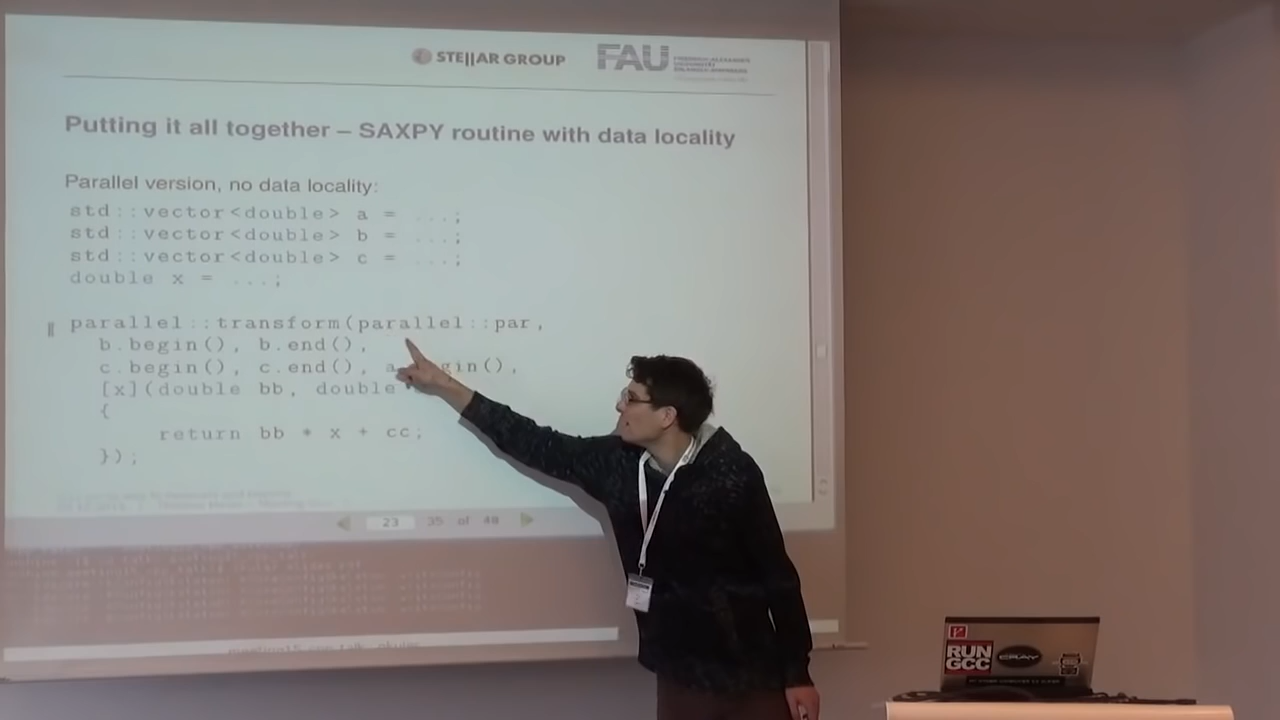 STE||AR GROUP
FAU
Putting it all together – SAXPY routine with data locality
Parallel version, no data locality:
std::vector<double> a = ...;
std::vector<double> b = ...;
std::vector<double> c = ...;
double x = ...;
parallel::transform(parallel::par,
b.begin(), b.end(),
c.begin(), c.end(), a gin(),
[x](double bb, double
{
return bb * x + cc;
});
23 35 of 48
RUN
GCC
CRAY